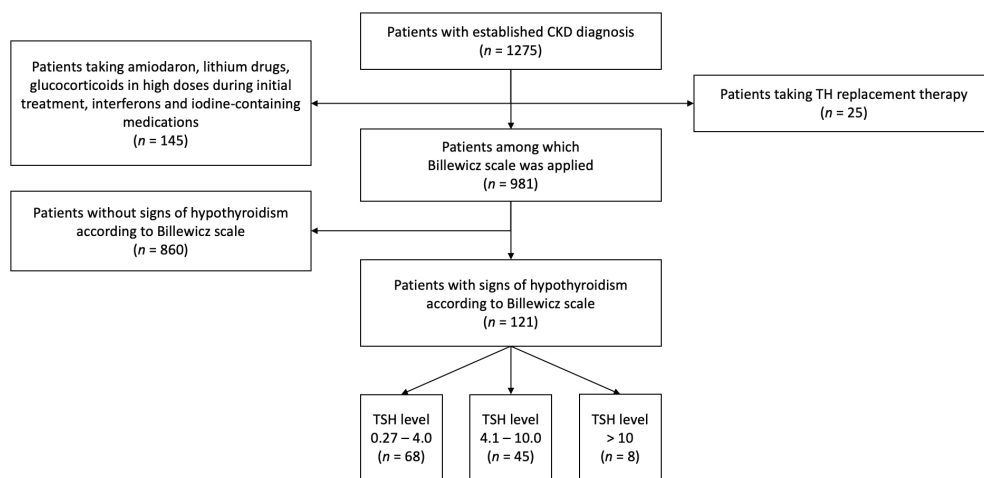 Patients with established CKD diagnosis
(n = 1275)
Patients taking amiodaron, lithium drugs,
glucocorticoids in high doses during initial
treatment, interferons and iodine-containing
medications
(n = 145)
Patients taking TH replacement therapy
(n = 25)
Patients among which
Billewicz scale was applied
(n = 981)
Patients without signs of hypothyroidism
according to Billewicz scale
(n = 860)
Patients with signs of hypothyroidism
according to Billewicz scale
(n = 121)
TSH level
0.27 – 4.0
(n = 68)
TSH level
4.1 – 10.0
(n = 45)
TSH level
> 10
(n = 8)